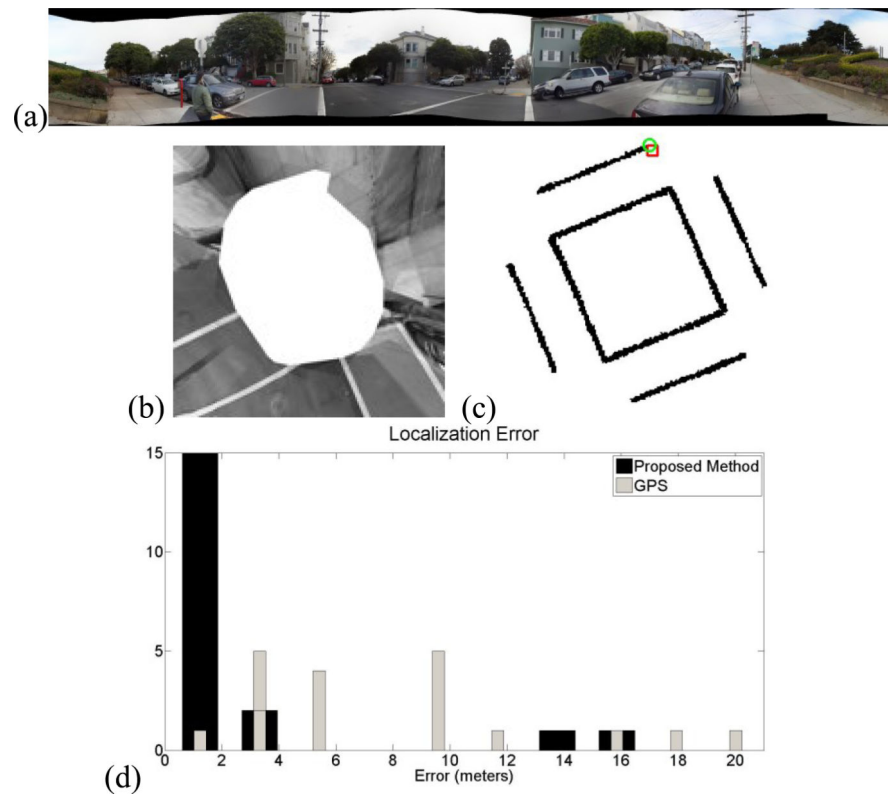 (a)
(b)
(c)
Localization Error
15
Proposed Method
GPS
10
5
0
0 2 4 6 8 10 12 14 16 18 20
Error (meters)
(d)